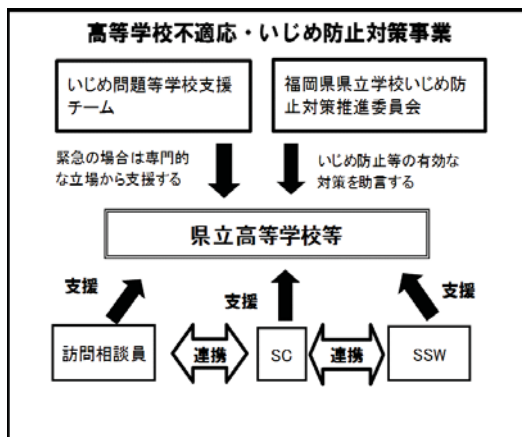 高等学校不適応・いじめ防止対策事業
いじめ問題等学校支援
チーム
福岡県県立学校いじめ防
止対策推進委員会
緊急の場合は専門的
な立場から支援する
いじめ防止等の有効な
対策を助言する
県立高等学校等
支援
支援
支援
訪問相談員
連携
SC
連携
SSW